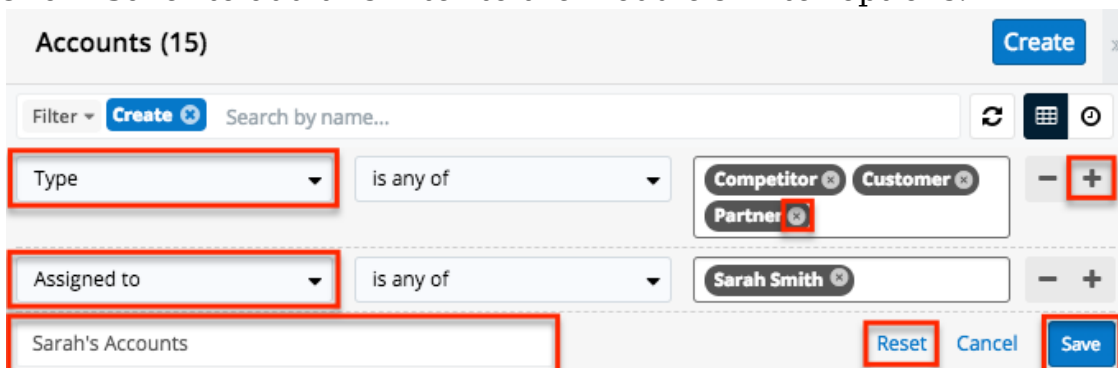 Accounts (15) Create
Filter Create Search by name...
Type is any of Competitor Customer
Partner
Assigned to is any of Sarah Smith
Sarah's Accounts Reset Cancel Save